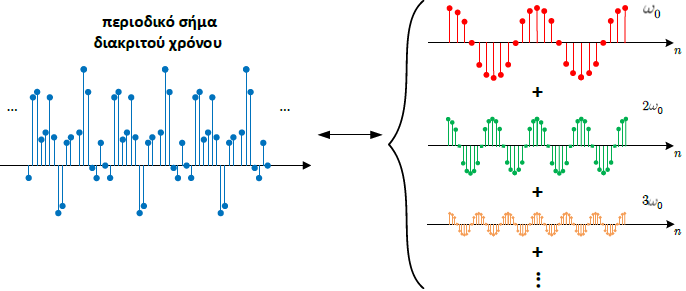 περιοδικό σήμα
διακριτού χρόνου
...
...
ω₀
n
+
2ω₀
n
+
3ω₀
n
+
⋮